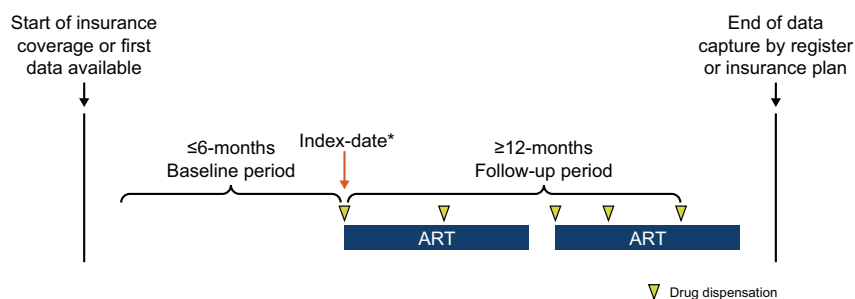 Start of insurance
coverage or first
data available
End of data
capture by register
or insurance plan
≤6-months
Baseline period
Index-date*
≥12-months
Follow-up period
ART
ART
Drug dispensation